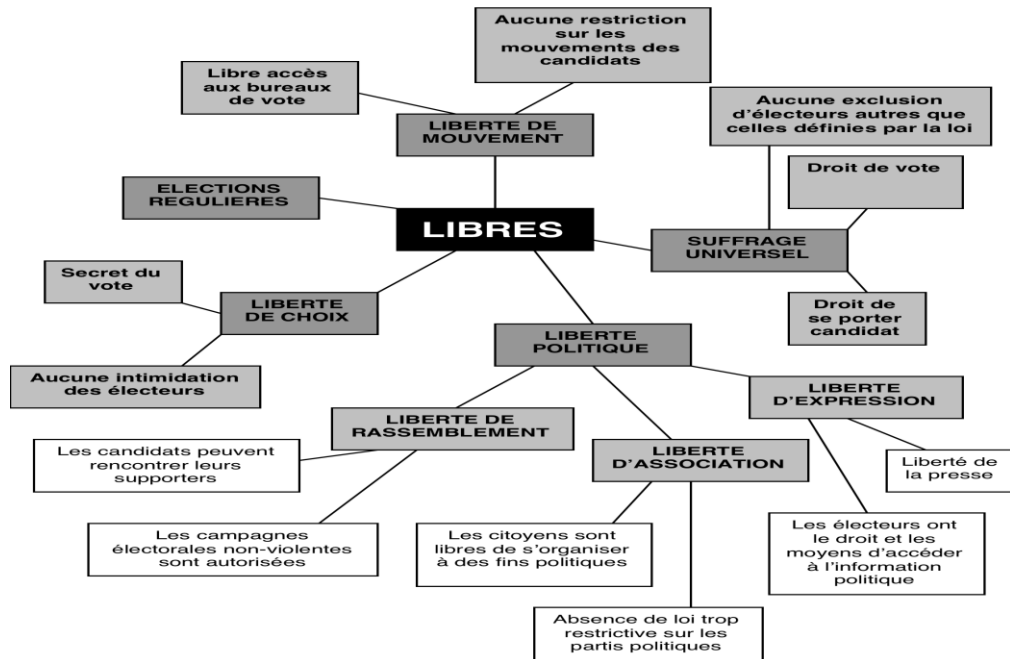 Aucune restriction
sur les
mouvements des
candidats
Libre accès
aux bureaux
de vote
LIBERTE DE
MOUVEMENT
Aucune exclusion
d’électeurs autres que
celles définies par la loi
Droit de vote
ELECTIONS
REGULIERES
LIBRES
SUFFRAGE
UNIVERSEL
Secret du
vote
LIBERTE
DE CHOIX
Droit de
se porter
candidat
LIBERTE
POLITIQUE
Aucune intimidation
des électeurs
LIBERTE
D’EXPRESSION
LIBERTE DE
RASSEMBLEMENT
LIBERTE
D’ASSOCIATION
Les candidats peuvent
rencontrer leurs
supporters
Liberté de
la presse
Les campagnes
électorales non-violentes
sont autorisées
Les citoyens sont
libres de s’organiser
à des fins politiques
Les électeurs ont
le droit et les
moyens d’accéder
à l’information
politique
Absence de loi trop
restrictive sur les
partis politiques